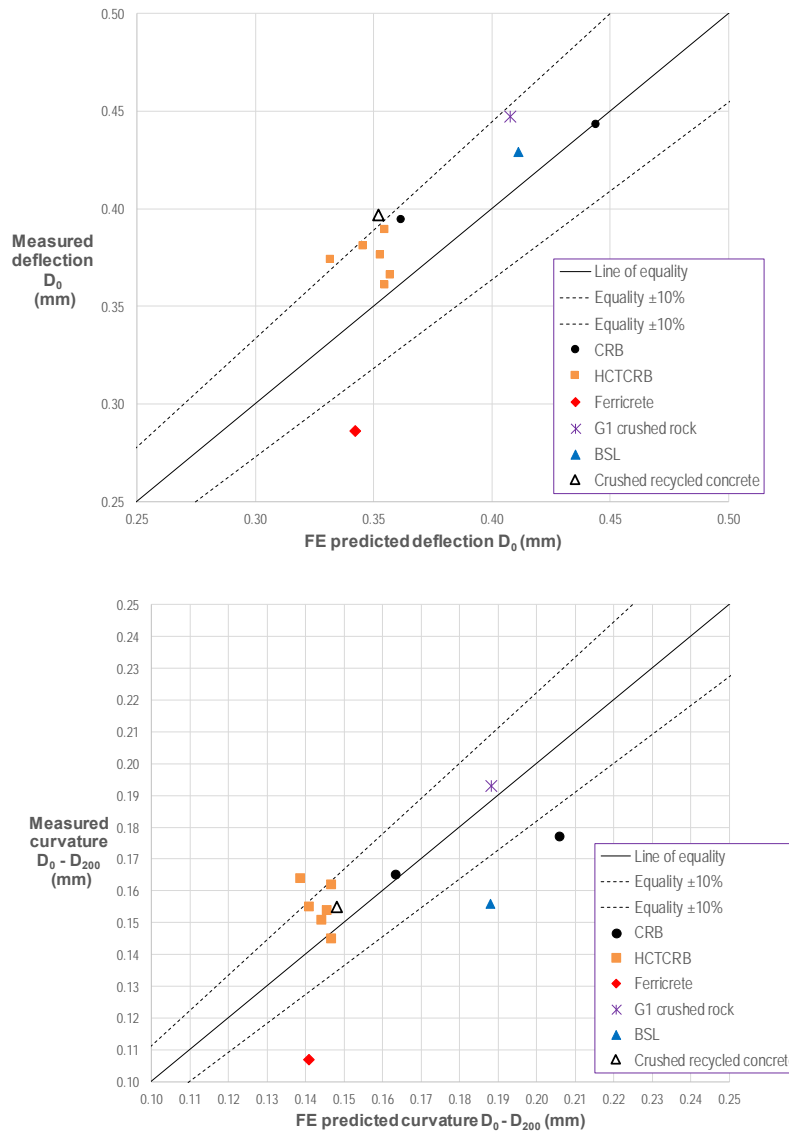 0.50
0.45
0.40
0.35
0.30
0.25
Measured
deflection
D0
(mm)
Line of equality
Equality ±10%
Equality ±10%
CRB
HCTCRB
Ferricrete
G1 crushed rock
BSL
Crushed recycled concrete
0.25 0.30 0.35 0.40 0.45 0.50
FE predicted deflection D0 (mm)
0.25
0.24
0.23
0.22
0.21
0.20
0.19
0.18
0.17
0.16
0.15
0.14
0.13
0.12
0.11
0.10
Measured
curvature
D0 - D200
(mm)
Line of equality
Equality ±10%
Equality ±10%
CRB
HCTCRB
Ferricrete
G1 crushed rock
BSL
Crushed recycled concrete
0.10 0.11 0.12 0.13 0.14 0.15 0.16 0.17 0.18 0.19 0.20 0.21 0.22 0.23 0.24 0.25
FE predicted curvature D0 - D200 (mm)